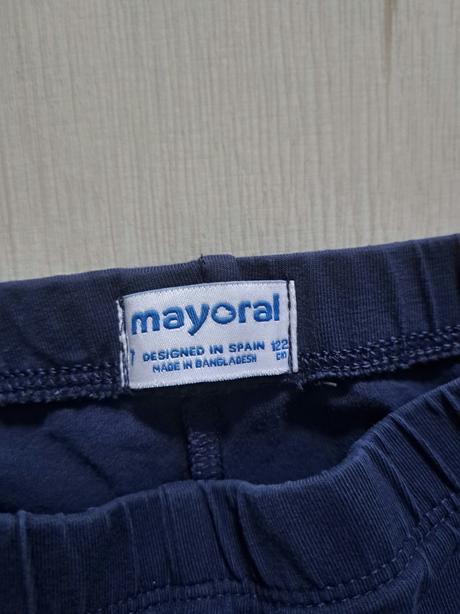 mayoral
7 DESIGNED IN SPAIN 122
MADE IN BANGLADESH cm